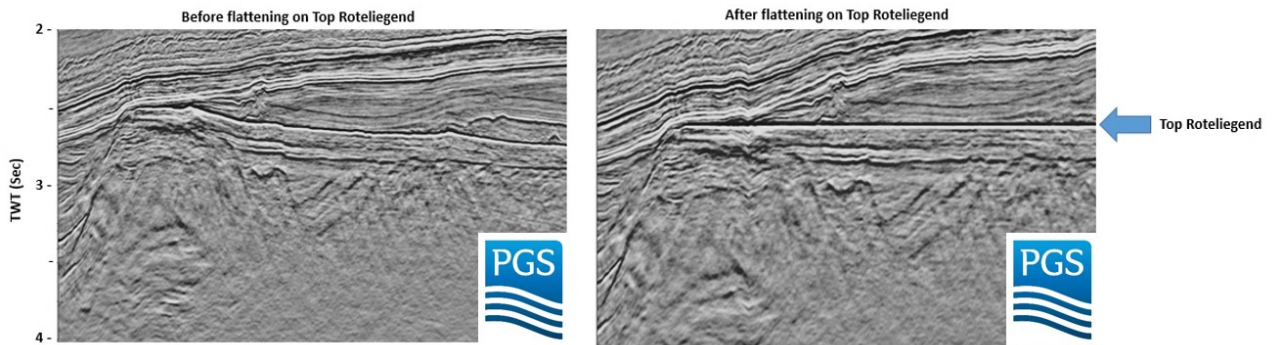 Before flattening on Top Roteliegend
After flattening on Top Roteliegend
2 -
-
3 -
-
4 -
TWT (Sec)
Top Roteliegend
PGS
PGS